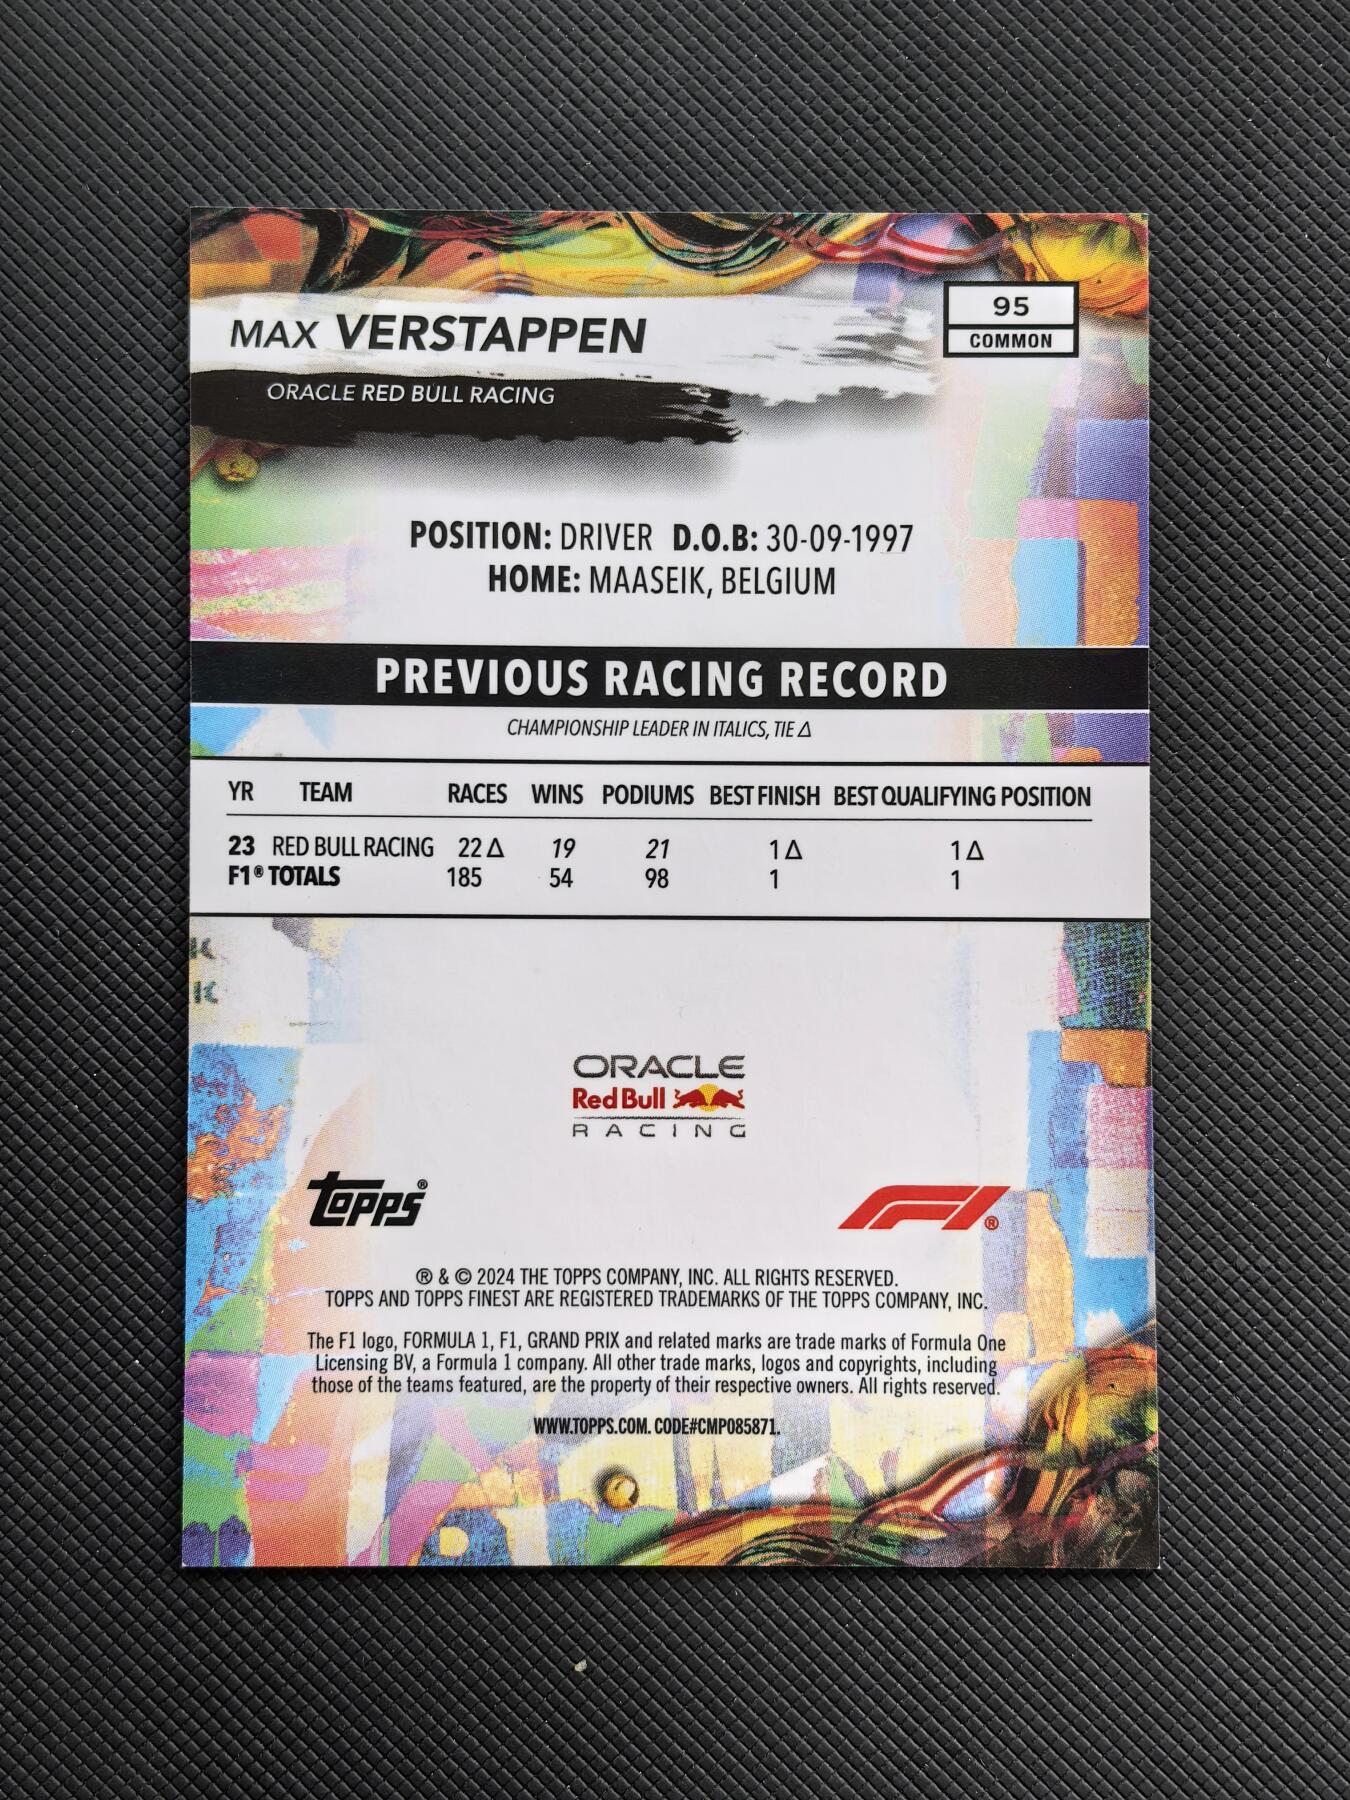 95
COMMON
MAX VERSTAPPEN
ORACLE RED BULL RACING
POSITION: DRIVER D.O.B: 30-09-1997
HOME: MAASEIK, BELGIUM
PREVIOUS RACING RECORD
CHAMPIONSHIP LEADER IN ITALICS, TIE Δ
YR TEAM RACES WINS PODIUMS BEST FINISH BEST QUALIFYING POSITION
23 RED BULL RACING 22 Δ 19 21 1 Δ 1 Δ
F1® TOTALS 185 54 98 1 1
ORACLE
Red Bull
RACING
topps®
F1®
® & © 2024 THE TOPPS COMPANY, INC. ALL RIGHTS RESERVED.
TOPPS AND TOPPS FINEST ARE REGISTERED TRADEMARKS OF THE TOPPS COMPANY, INC.
The F1 logo, FORMULA 1, F1, GRAND PRIX and related marks are trade marks of Formula One
Licensing BV, a Formula 1 company. All other trade marks, logos and copyrights, including
those of the teams featured, are the property of their respective owners. All rights reserved.
WWW.TOPPS.COM. CODE#CMP085871.